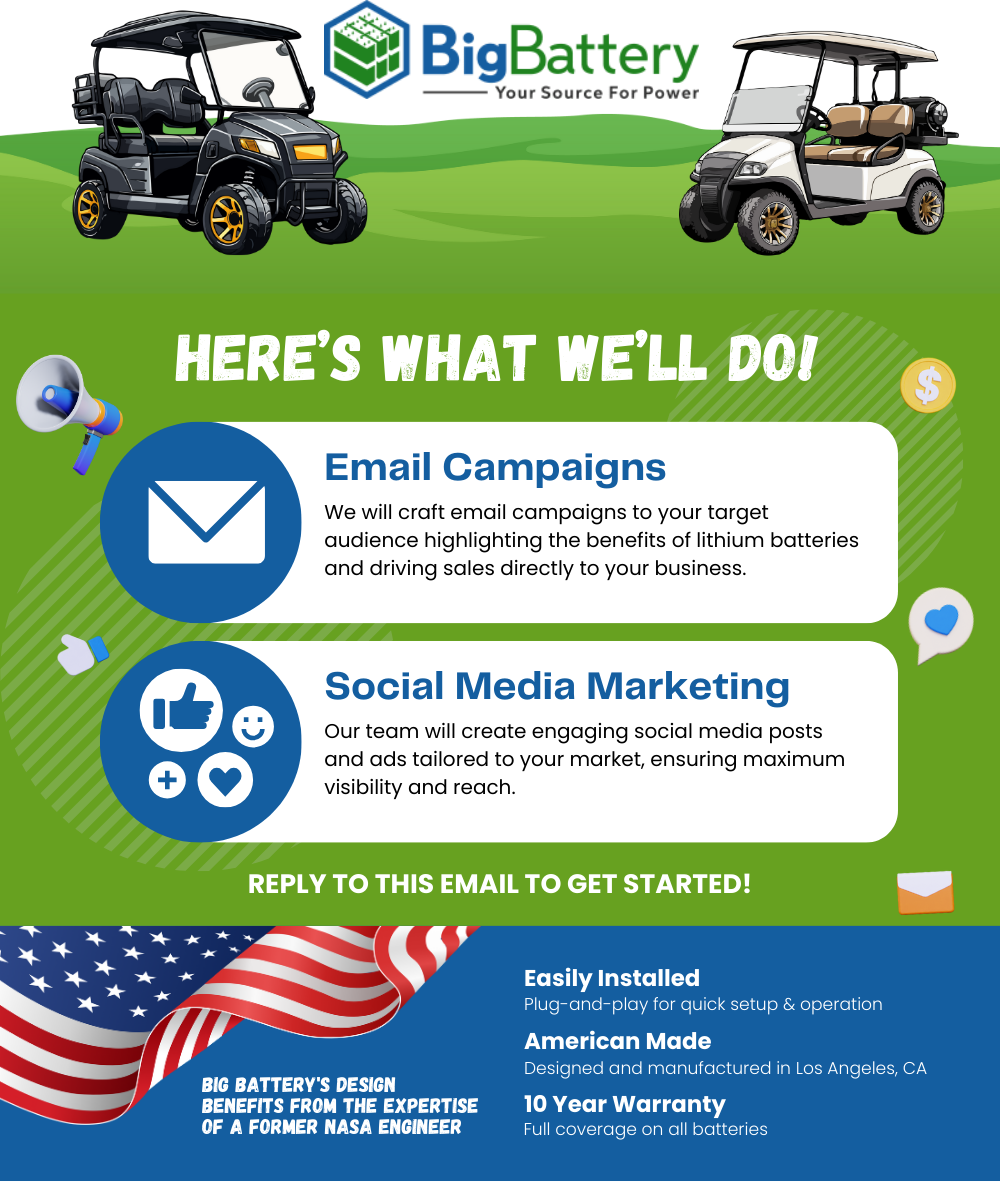 BigBattery
Your Source For Power
HERE'S WHAT WE'LL DO!
$
Email Campaigns
We will craft email campaigns to your target
audience highlighting the benefits of lithium batteries
and driving sales directly to your business.
Social Media Marketing
Our team will create engaging social media posts
and ads tailored to your market, ensuring maximum
visibility and reach.
REPLY TO THIS EMAIL TO GET STARTED!
BIG BATTERY'S DESIGN
BENEFITS FROM THE EXPERTISE
OF A FORMER NASA ENGINEER
Easily Installed
Plug-and-play for quick setup & operation
American Made
Designed and manufactured in Los Angeles, CA
10 Year Warranty
Full coverage on all batteries